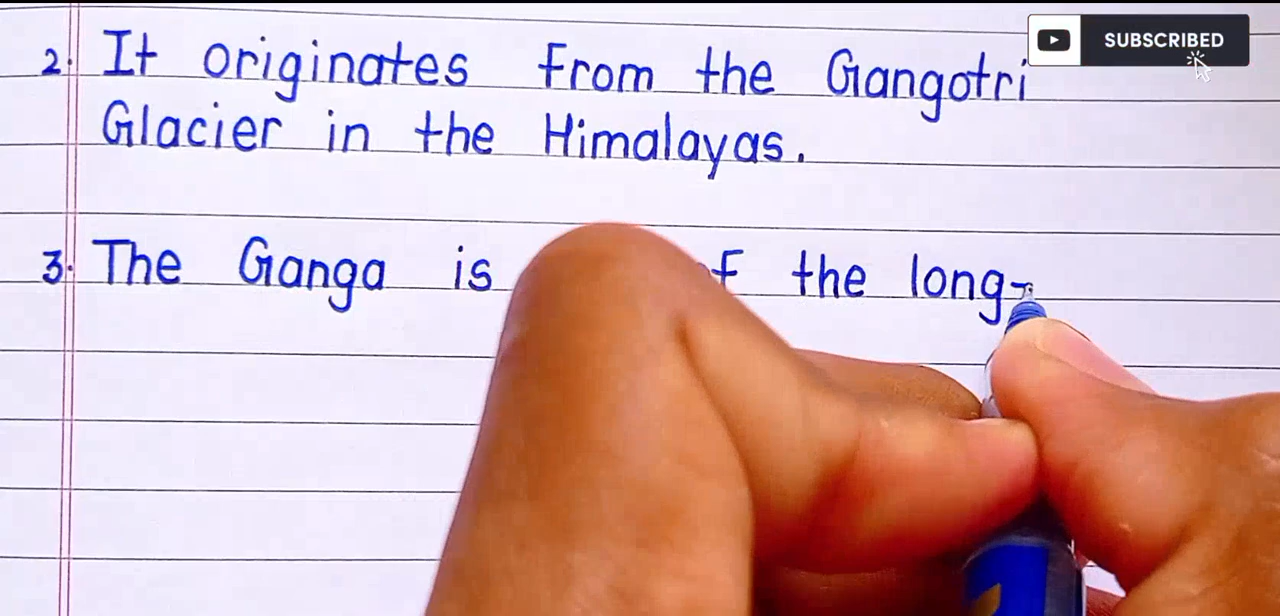 SUBSCRIBED
2. It originates from the Gangotri
Glacier in the Himalayas.
3. The Ganga is the long